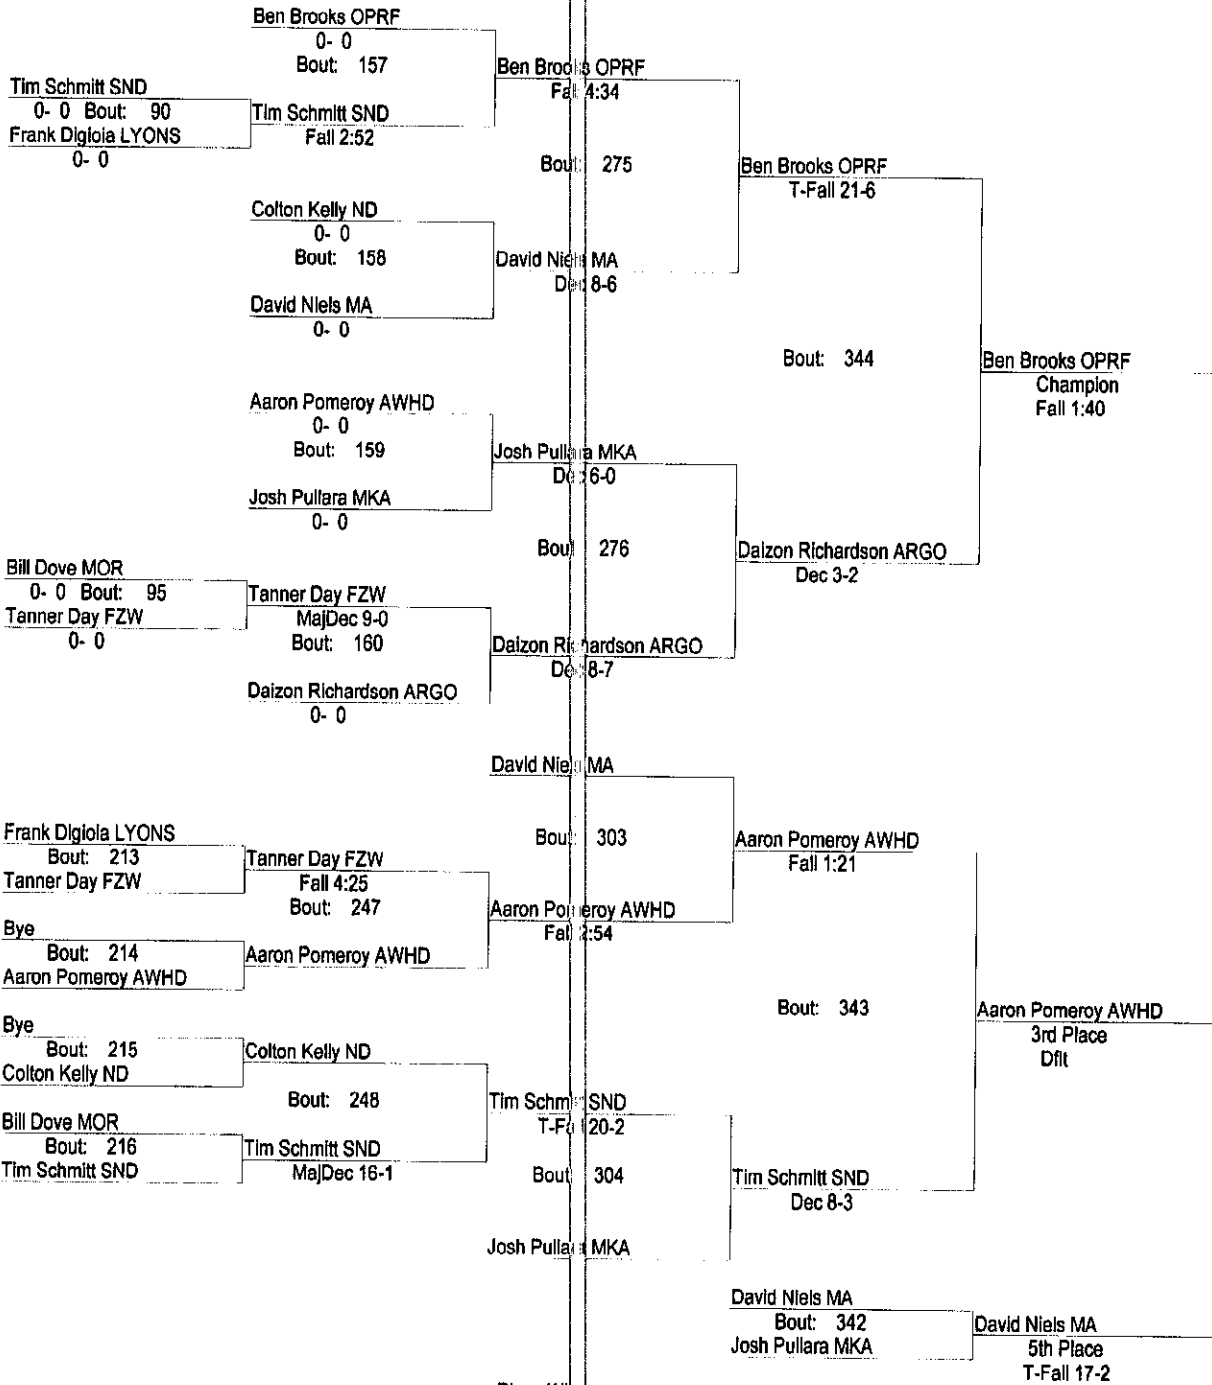 Ben Brooks OPRF
0- 0
Bout: 157
Ben Brooks OPRF
Fall 4:34
Tim Schmitt SND
0- 0 Bout: 90
Tim Schmitt SND
Fall 2:52
Frank Digioia LYONS
0- 0
Bout: 275
Ben Brooks OPRF
T-Fall 21-6
Colton Kelly ND
0- 0
Bout: 158
David Niels MA
Dec 8-6
David Niels MA
0- 0
Bout: 344
Ben Brooks OPRF
Champion
Fall 1:40
Aaron Pomeroy AWHD
0- 0
Bout: 159
Josh Pullara MKA
Dec 6-0
Josh Pullara MKA
0- 0
Bout: 276
Daizon Richardson ARGO
Dec 3-2
Bill Dove MOR
0- 0 Bout: 95
Tanner Day FZW
MajDec 9-0
Tanner Day FZW
0- 0
Bout: 160
Daizon Richardson ARGO
Dec 8-7
Daizon Richardson ARGO
0- 0
David Niels MA
Frank Digioia LYONS
Bout: 213
Tanner Day FZW
Tanner Day FZW
Fall 4:25
Bout: 303
Aaron Pomeroy AWHD
Fall 1:21
Bout: 247
Aaron Pomeroy AWHD
Fall 2:54
Bye
Bout: 214
Aaron Pomeroy AWHD
Aaron Pomeroy AWHD
Bout: 343
Aaron Pomeroy AWHD
3rd Place
Dflt
Bye
Bout: 215
Colton Kelly ND
Colton Kelly ND
Bout: 248
Tim Schmitt SND
T-Fall 20-2
Bill Dove MOR
Bout: 216
Tim Schmitt SND
Tim Schmitt SND
MajDec 16-1
Bout: 304
Tim Schmitt SND
Dec 8-3
Josh Pullara MKA
David Niels MA
Bout: 342
Josh Pullara MKA
David Niels MA
5th Place
T-Fall 17-2